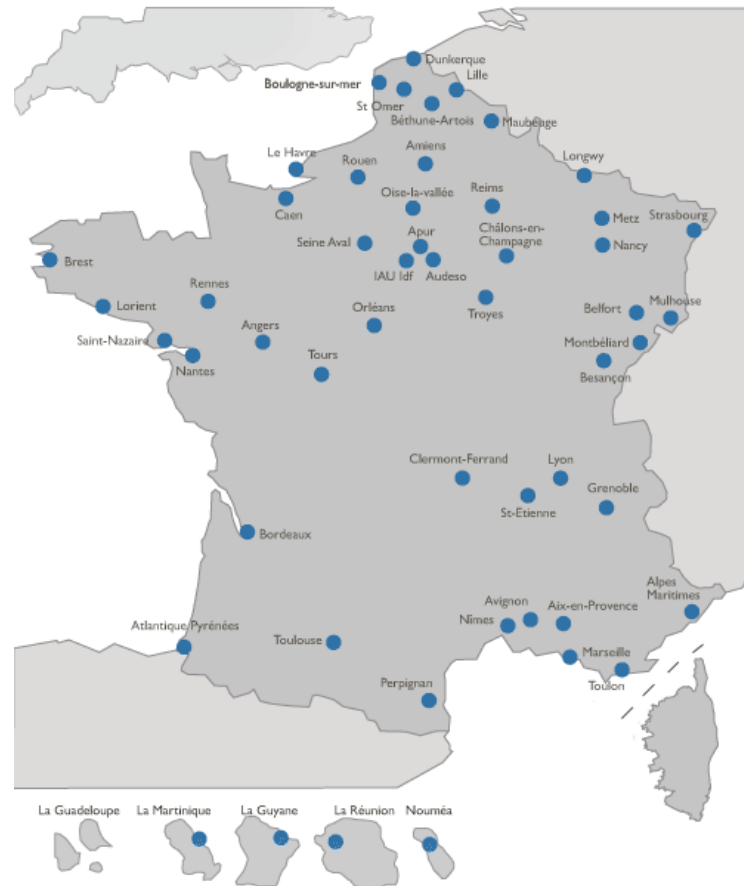 Dunkerque
Lille
Boulogne-sur-mer
St Omer
Béthune-Artois
Maubeage
Le Havre
Rouen
Amiens
Longwy
Caen
Oise-la-vallée
Reims
Metz
Strasbourg
Seine Aval
Apur
Châlons-en-
Champagne
Nancy
Brest
IAU Idf
Audeso
Rennes
Lorient
Orléans
Troyes
Belfort
Mulhouse
Saint-Nazaire
Angers
Montbéliard
Nantes
Tours
Besançon
Clermont-Ferrand
Lyon
Grenoble
St-Etienne
Bordeaux
Alpes
Maritimes
Avignon
Aix-en-Provence
Nîmes
Atlantique Pyrénées
Toulouse
Marseille
Toulon
Perpignan
La Guadeloupe
La Martinique
La Guyane
La Réunion
Nouméa